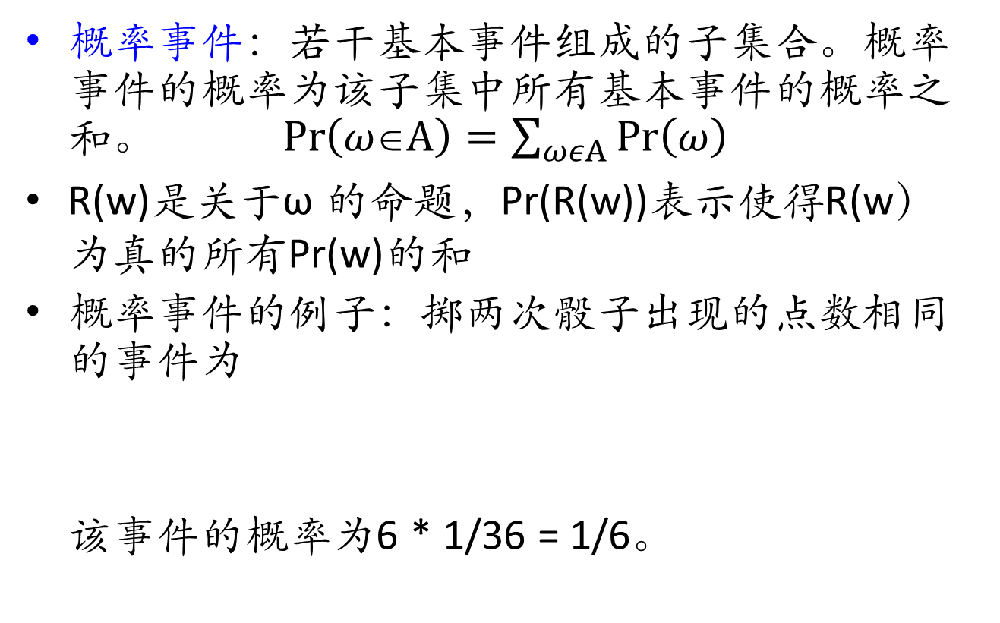 • 概率事件：若干基本事件组成的子集合。概率
事件的概率为该子集中所有基本事件的概率之
和。 Pr(ω∈A) = ∑_{ωϵA} Pr(ω)
• R(w)是关于ω 的命题，Pr(R(w))表示使得R(w）
为真的所有Pr(w)的和
• 概率事件的例子：掷两次骰子出现的点数相同
的事件为
该事件的概率为6 * 1/36 = 1/6。